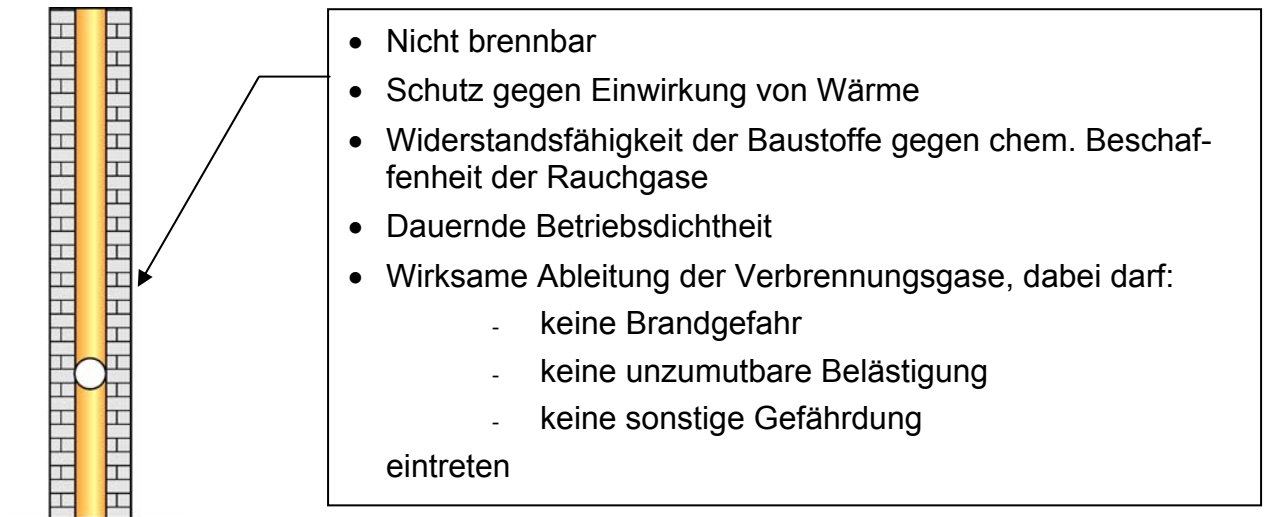 • Nicht brennbar
• Schutz gegen Einwirkung von Wärme
• Widerstandsfähigkeit der Baustoffe gegen chem. Beschaf-
fenheit der Rauchgase
• Dauernde Betriebsdichtheit
• Wirksame Ableitung der Verbrennungsgase, dabei darf:
- keine Brandgefahr
- keine unzumutbare Belästigung
- keine sonstige Gefährdung
eintreten